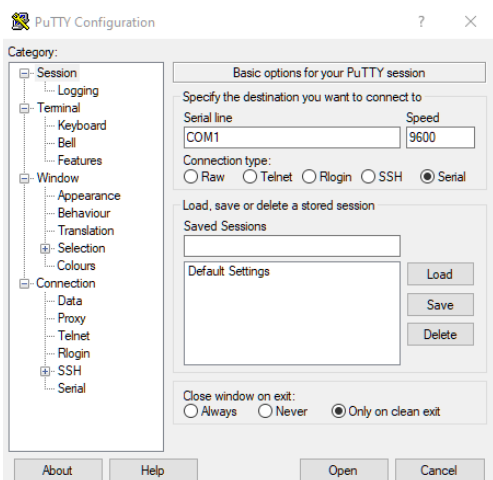 PuTTY Configuration
Category:
Session
Logging
Terminal
Keyboard
Bell
Features
Window
Appearance
Behaviour
Translation
Selection
Colours
Connection
Data
Proxy
Telnet
Rlogin
SSH
Serial
Basic options for your PuTTY session
Specify the destination you want to connect to
Serial line Speed
COM1 9600
Connection type:
Raw Telnet Rlogin SSH Serial
Load, save or delete a stored session
Saved Sessions
Default Settings
Load
Save
Delete
Close window on exit:
Always Never Only on clean exit
About Help Open Cancel